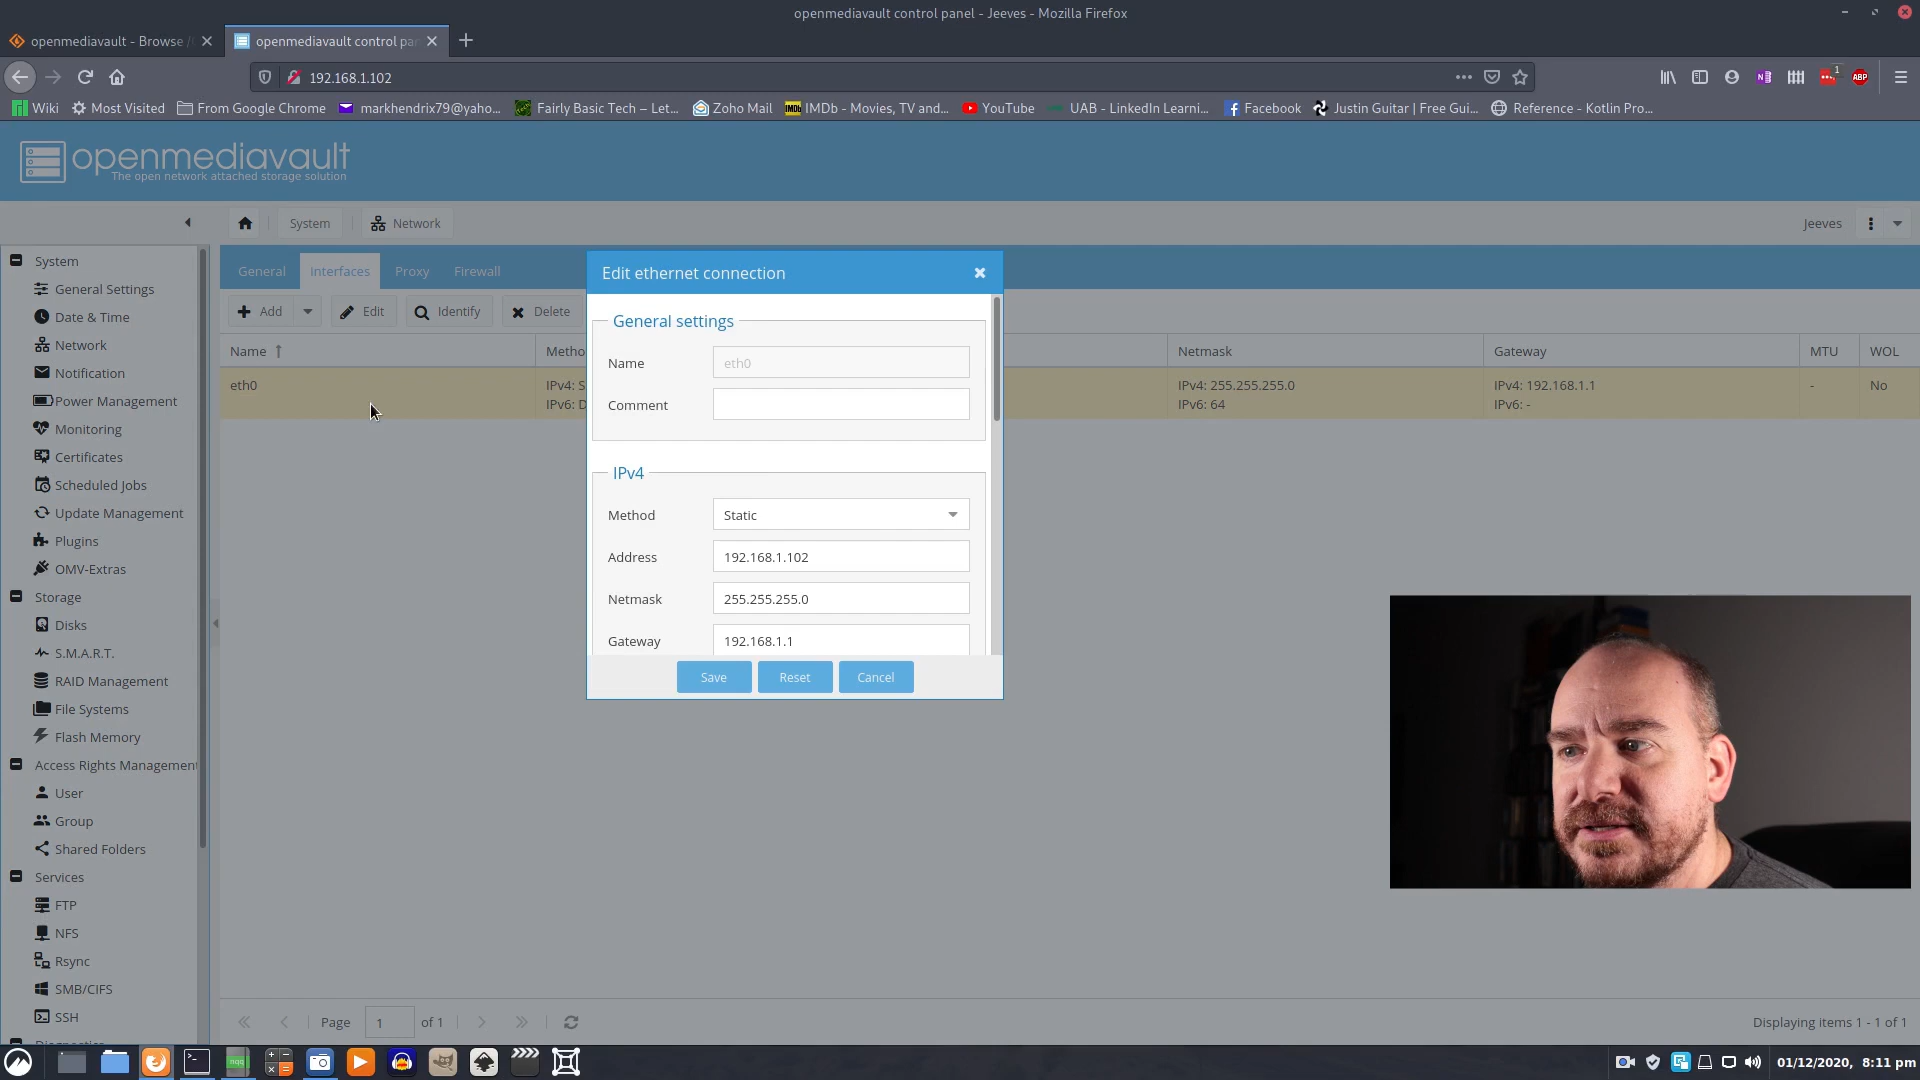 openmediavault control panel - Jeeves - Mozilla Firefox
openmediavault - Browse /
openmediavault control pa
192.168.1.102
1
ABP
Wiki
Most Visited
From Google Chrome
markhendrix79@yaho...
Fairly Basic Tech – Let...
Zoho Mail
IMDb - Movies, TV and...
YouTube
UAB - LinkedIn Learni...
Facebook
Justin Guitar | Free Gui...
Reference - Kotlin Pro...
openmediavault
The open network attached storage solution
System
Network
Jeeves
System
General Settings
Date & Time
Network
Notification
Power Management
Monitoring
Certificates
Scheduled Jobs
Update Management
Plugins
OMV-Extras
Storage
Disks
S.M.A.R.T.
RAID Management
File Systems
Flash Memory
Access Rights Management
User
Group
Shared Folders
Services
FTP
NFS
Rsync
SMB/CIFS
SSH
General
Interfaces
Proxy
Firewall
Add
Edit
Identify
Delete
Name
Metho
Netmask
Gateway
MTU
WOL
eth0
IPv4: S
IPv6: D
IPv4: 255.255.255.0
IPv6: 64
IPv4: 192.168.1.1
IPv6: -
-
No
Edit ethernet connection
General settings
Name
eth0
Comment
IPv4
Method
Static
Address
192.168.1.102
Netmask
255.255.255.0
Gateway
192.168.1.1
Save
Reset
Cancel
Page
1
of 1
Displaying items 1 - 1 of 1
01/12/2020, 8:11 pm